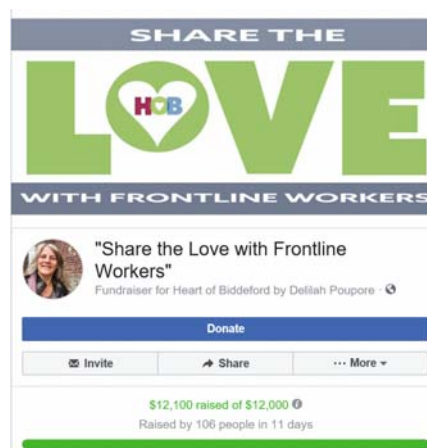 SHARE THE
LOVE
HOB
WITH FRONTLINE WORKERS
"Share the Love with Frontline
Workers"
Fundraiser for Heart of Biddeford by Delilah Poupore ·
Donate
Invite
Share
··· More
$12,100 raised of $12,000
Raised by 106 people in 11 days